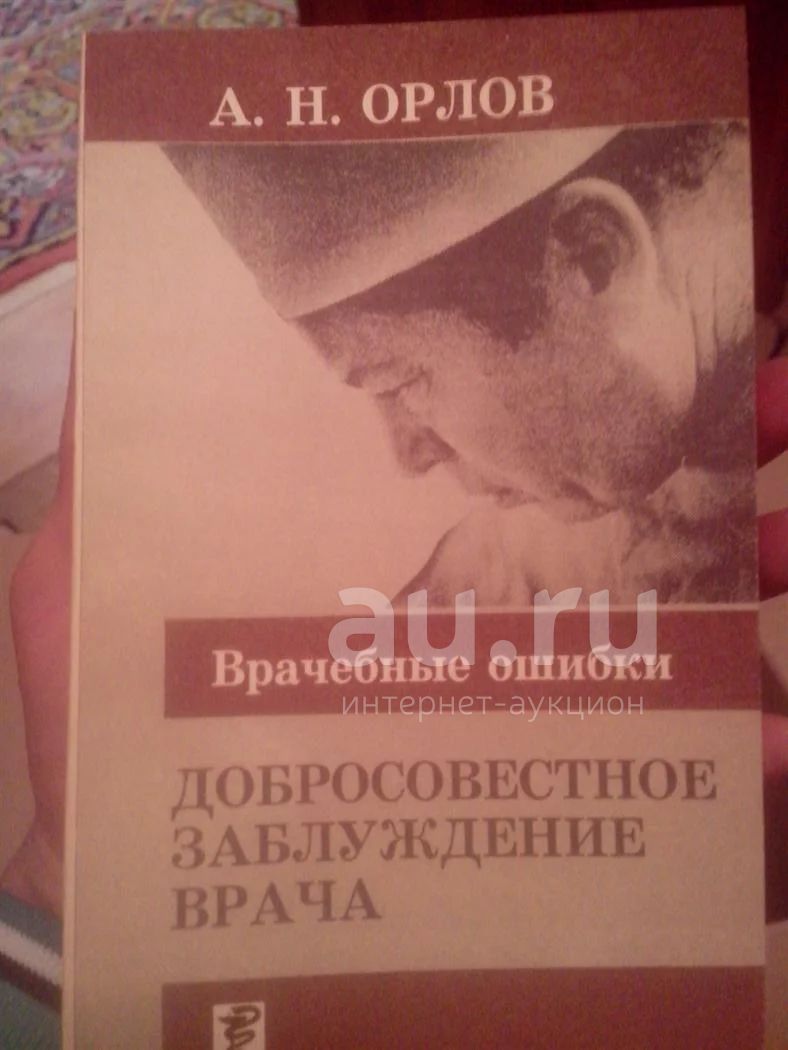 А. Н. ОРЛОВ
au.ru
Врачебные ошибки
интернет-аукцион
ДОБРОСОВЕСТНОЕ
ЗАБЛУЖДЕНИЕ
ВРАЧА